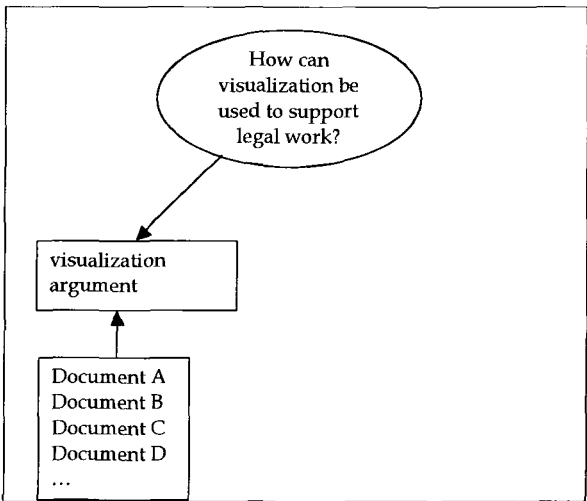 How can
visualization be
used to support
legal work?
visualization
argument
Document A
Document B
Document C
Document D
...